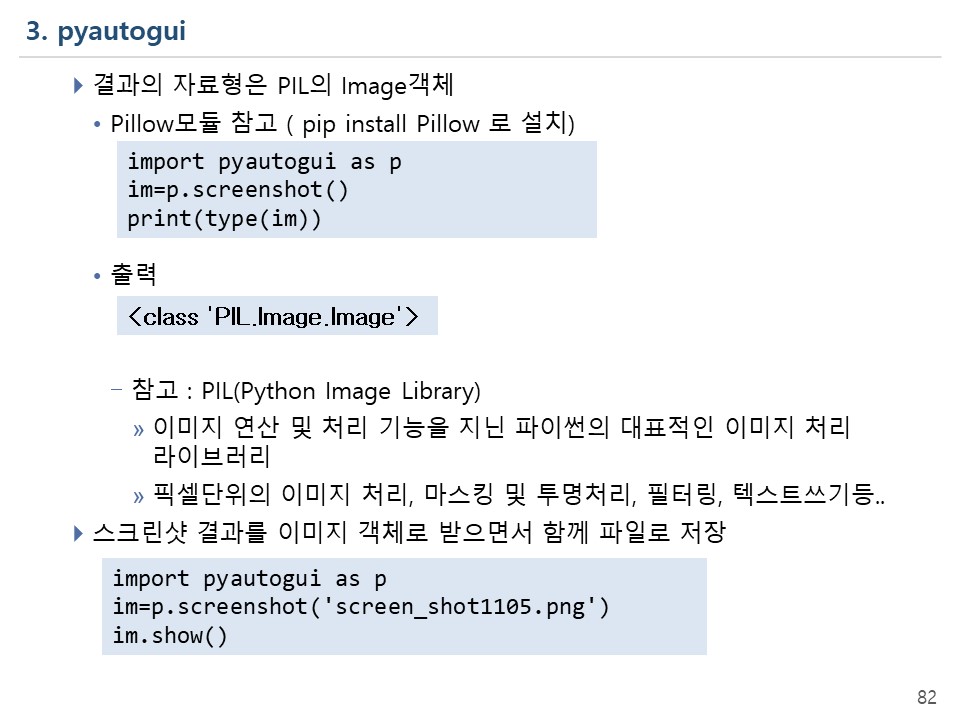 3. pyautogui
결과의 자료형은 PIL의 Image객체
• Pillow모듈 참고 ( pip install Pillow 로 설치)
import pyautogui as p
im=p.screenshot()
print(type(im))
• 출력
<class 'PIL.Image.Image'>
– 참고 : PIL(Python Image Library)
» 이미지 연산 및 처리 기능을 지닌 파이썬의 대표적인 이미지 처리
라이브러리
» 픽셀단위의 이미지 처리, 마스킹 및 투명처리, 필터링, 텍스트쓰기등..
스크린샷 결과를 이미지 객체로 받으면서 함께 파일로 저장
import pyautogui as p
im=p.screenshot('screen_shot1105.png')
im.show()
82